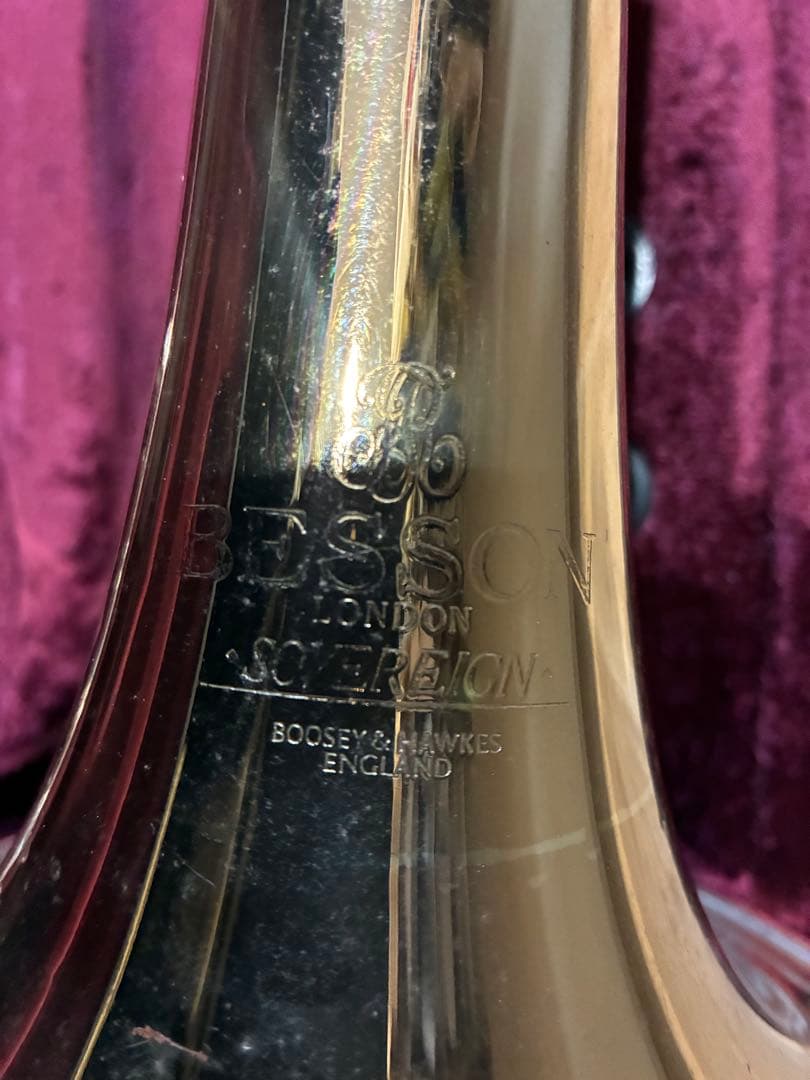 BESSON
LONDON
SOVEREIGN
BOOSEY & HAWKES
ENGLAND